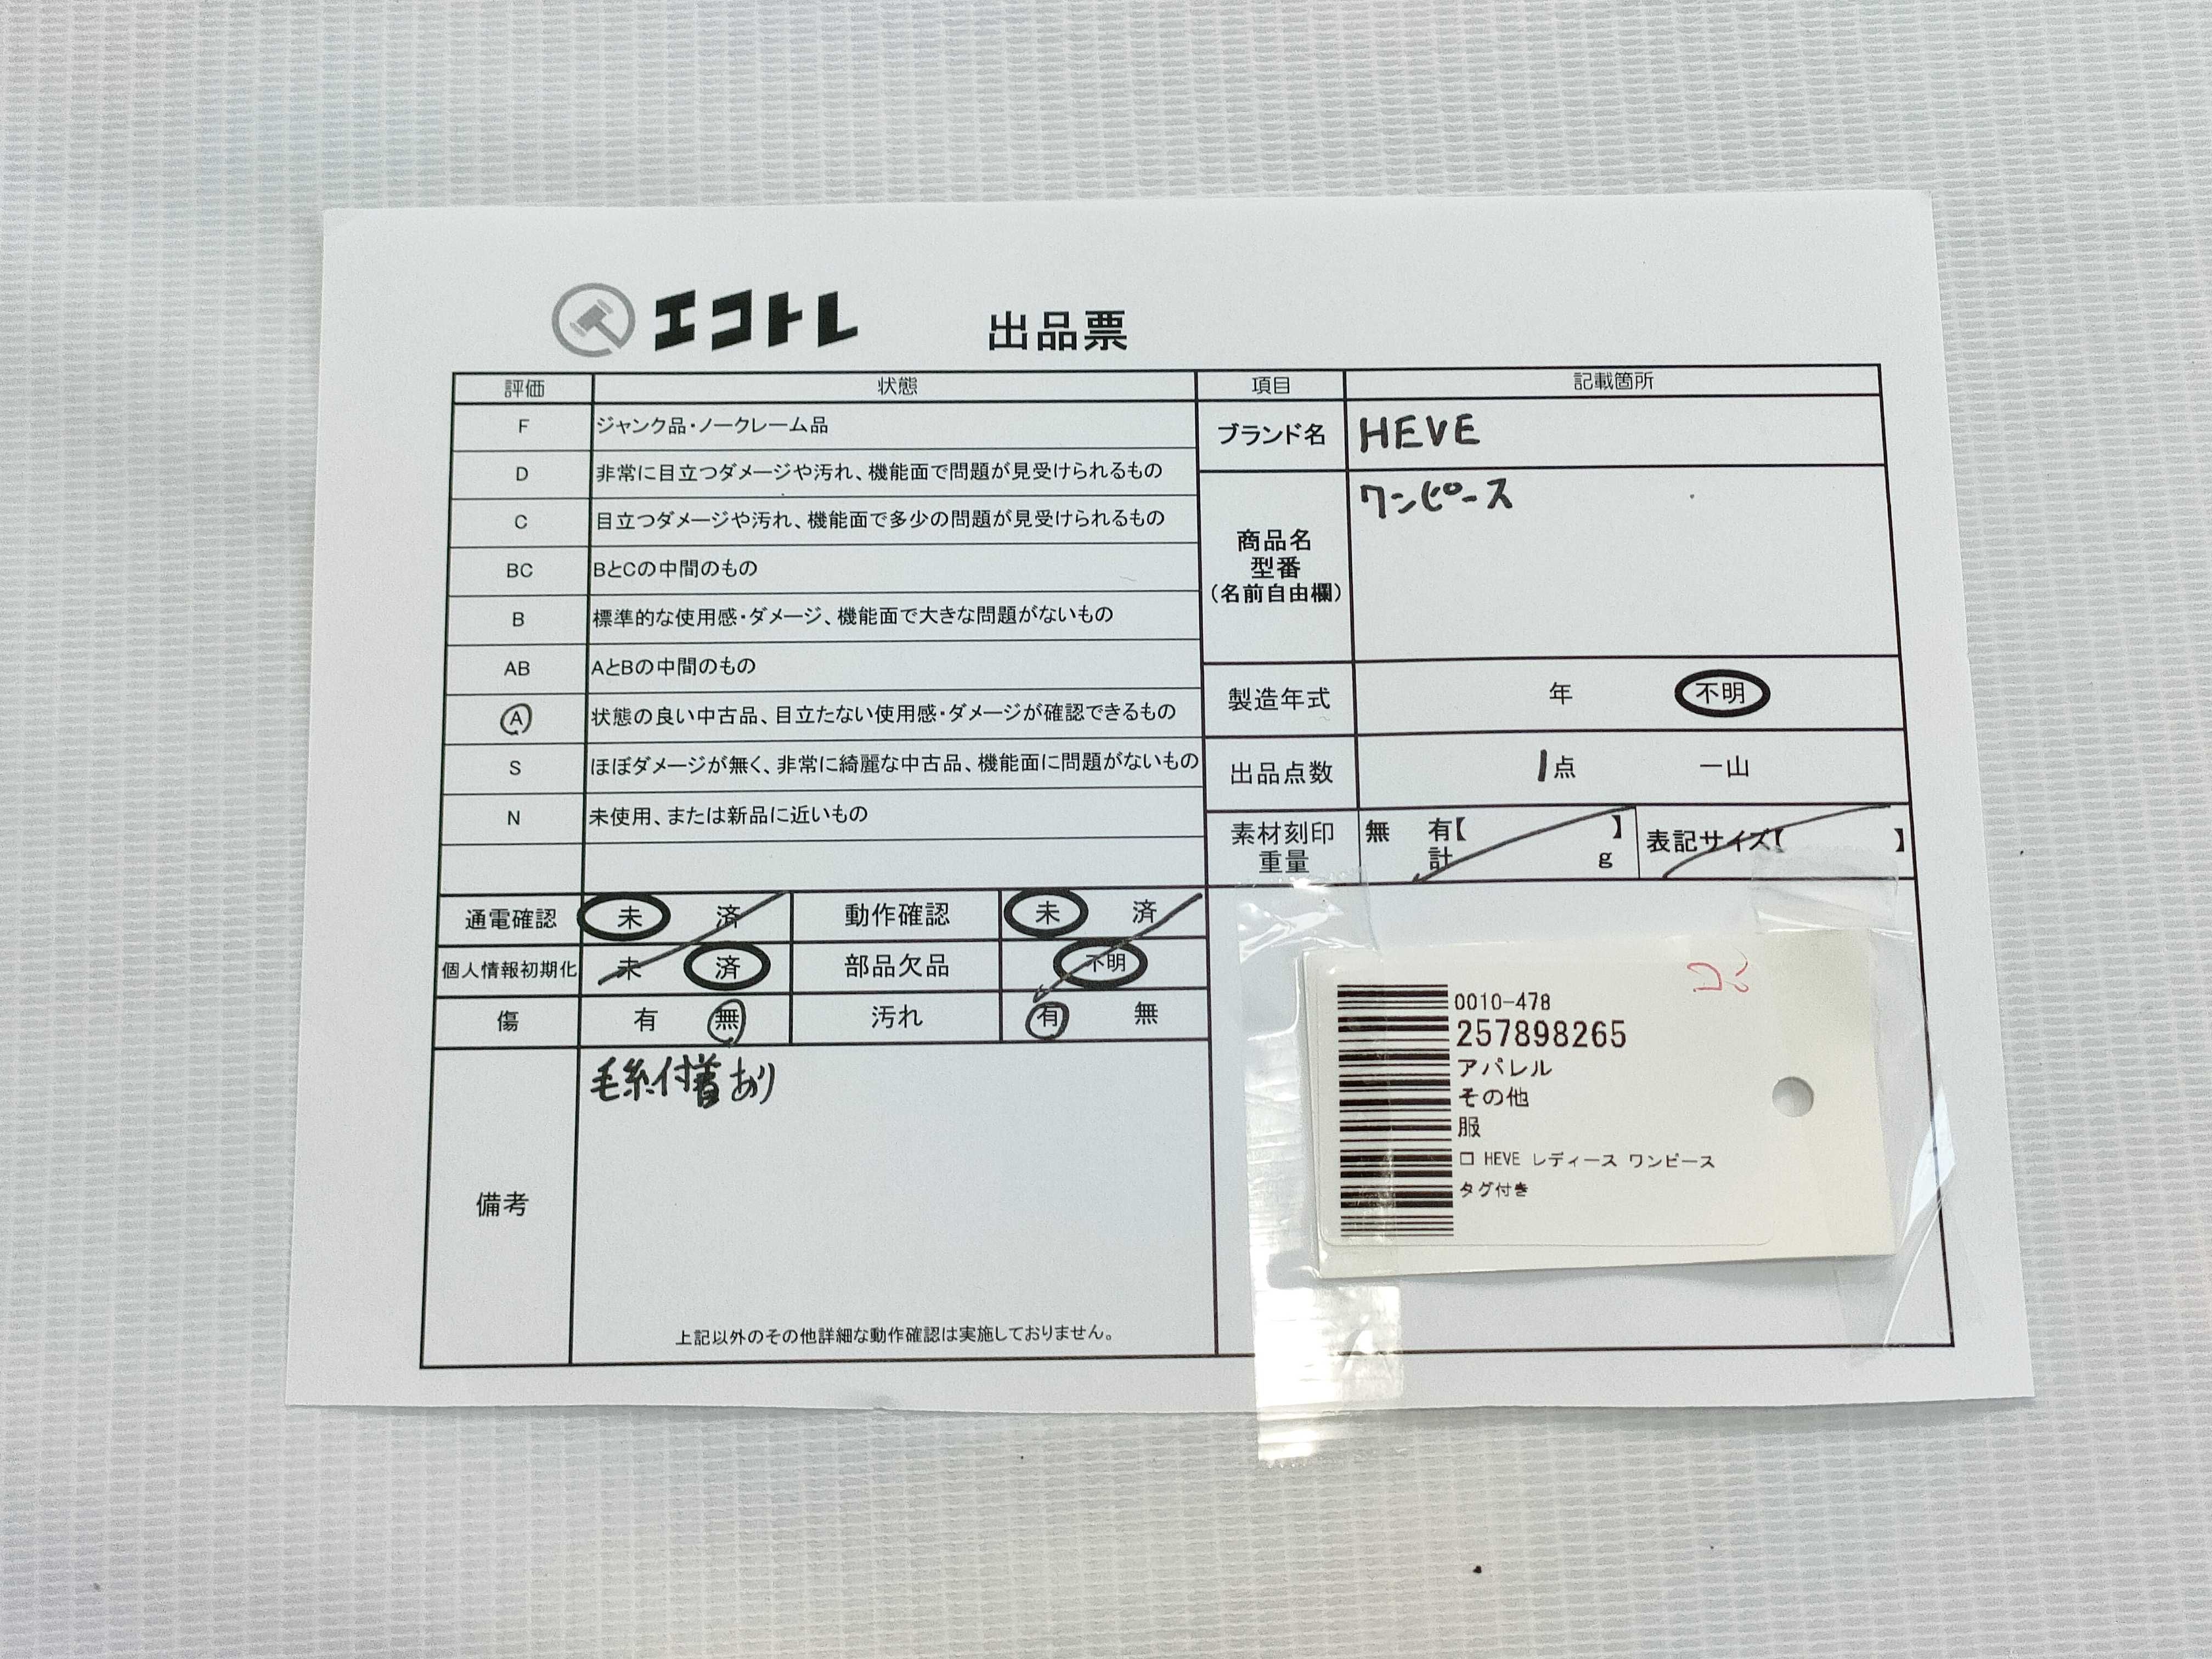 エコトレ 出品票
評価 状態 項目 記載箇所
F ジャンク品・ノークレーム品
D 非常に目立つダメージや汚れ、機能面で問題が見受けられるもの
C 目立つダメージや汚れ、機能面で多少の問題が見受けられるもの
BC BとCの中間のもの
B 標準的な使用感・ダメージ、機能面で大きな問題がないもの
AB AとBの中間のもの
A 状態の良い中古品、目立たない使用感・ダメージが確認できるもの
S ほぼダメージが無く、非常に綺麗な中古品、機能面に問題がないもの
N 未使用、または新品に近いもの
ブランド名 HEVE
商品名
型番
(名前自由欄)
ワンピース
製造年式 年 不明
出品点数 1点 一山
素材刻印
重量
無 有【 】
計 g
表記サイズ【 】
通電確認 未 済 動作確認 未 済
個人情報初期化 未 済 部品欠品 不明
傷 有 無 汚れ 有 無
備考
毛糸付着あり
上記以外のその他詳細な動作確認は実施しておりません。
0010-478
257898265
アパレル
その他
服
ロ HEVE レディース ワンピース
タグ付き